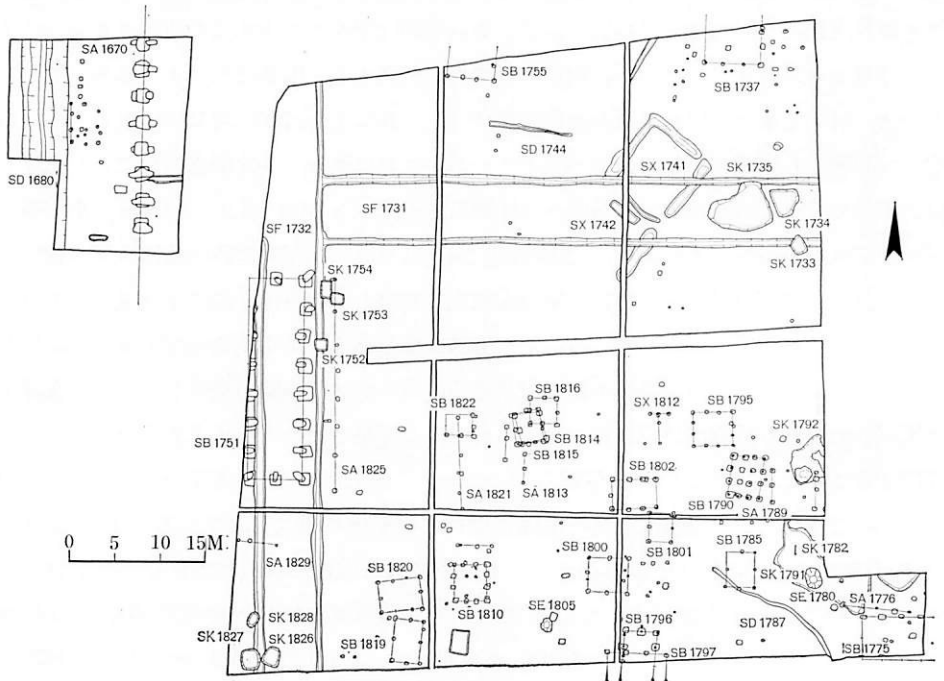 SA 1670
SB 1755
SB 1737
SD 1744
SX 1741
SK 1735
SD 1680
SF 1731
SF 1732
SX 1742
SK 1734
SK 1733
SK 1754
SK 1753
SK 1752
SB 1816
SX 1812
SB 1795
SB 1822
SK 1792
SB 1814
SB 1751
SB 1815
SB 1802
SA 1825
SA 1821
SA 1813
SB 1790
SA 1789
0 5 10 15M.
SB 1800
SB 1801
SB 1785
SK 1782
SA 1829
SB 1820
SK 1791
SE 1780
SA 1776
SK 1828
SB 1810
SE 1805
SB 1796
SD 1787
SK 1827
SK 1826
SB 1819
SB 1797
SB 1775